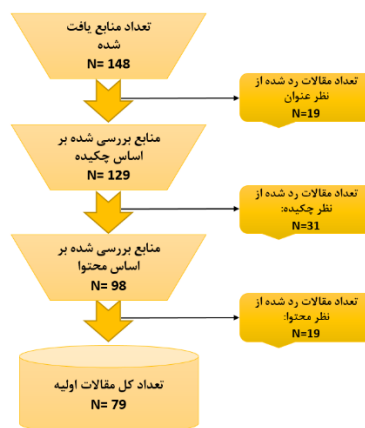 تعداد منابع یافت
شده
N= 148
تعداد مقالات رد شده از
نظر عنوان
N=19
منابع بررسی شده بر
اساس چکیده
N= 129
تعداد مقالات رد شده از
نظر چکیده:
N=31
منابع بررسی شده بر
اساس محتوا
N= 98
تعداد مقالات رد شده از
نظر محتوا:
N=19
تعداد کل مقالات اولیه
N= 79